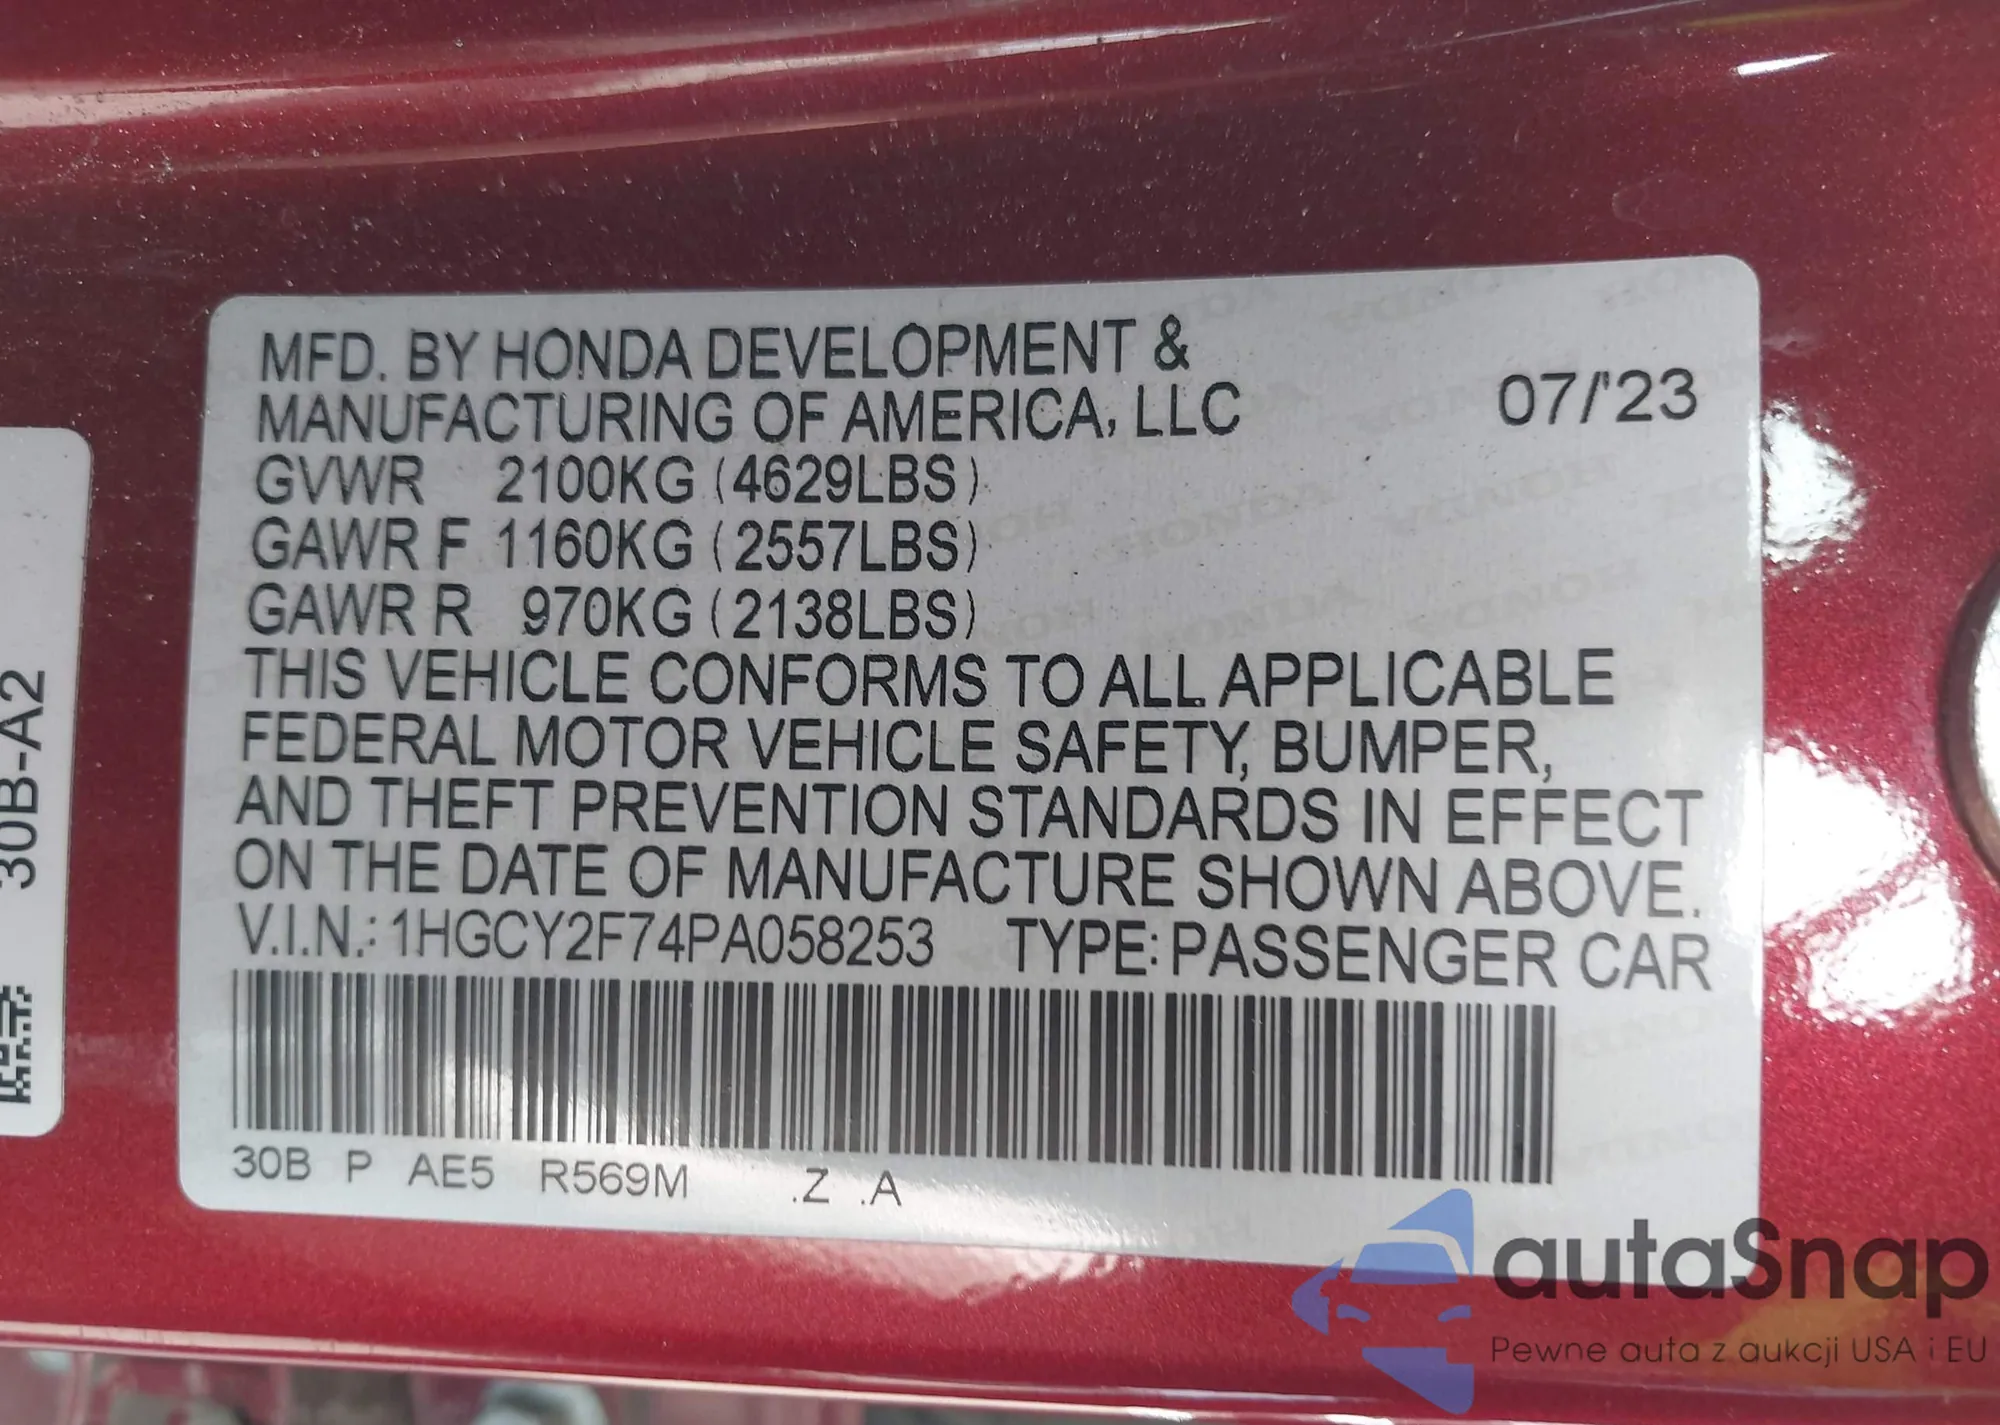 MFD. BY HONDA DEVELOPMENT &
MANUFACTURING OF AMERICA, LLC
07/'23
GVWR 2100KG (4629LBS)
GAWR F 1160KG (2557LBS)
GAWR R 970KG (2138LBS)
THIS VEHICLE CONFORMS TO ALL APPLICABLE
FEDERAL MOTOR VEHICLE SAFETY, BUMPER,
AND THEFT PREVENTION STANDARDS IN EFFECT
ON THE DATE OF MANUFACTURE SHOWN ABOVE.
V.I.N.: 1HGCY2F74PA058253 TYPE: PASSENGER CAR
30B P AE5 R569M .Z .A
30B-A2
autaSnap
Pewne auta z aukcji USA i EU